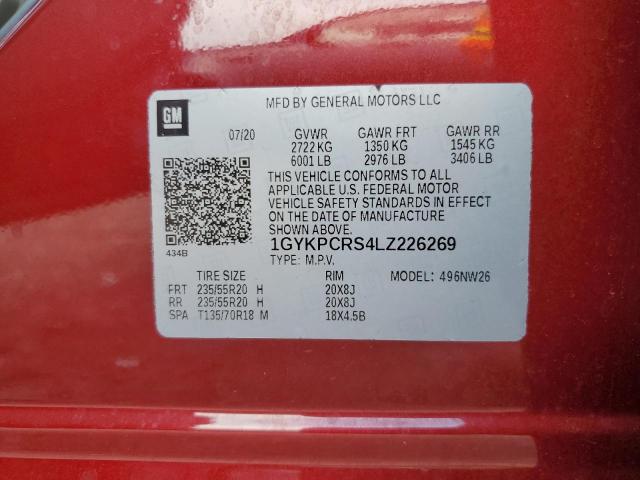 GM
MFD BY GENERAL MOTORS LLC
07/20 GVWR GAWR FRT GAWR RR
2722 KG 1350 KG 1545 KG
6001 LB 2976 LB 3406 LB
THIS VEHICLE CONFORMS TO ALL
APPLICABLE U.S. FEDERAL MOTOR
VEHICLE SAFETY STANDARDS IN EFFECT
ON THE DATE OF MANUFACTURE
SHOWN ABOVE.
1GYKPCRS4LZ226269
434B
TYPE: M.P.V.
TIRE SIZE RIM MODEL: 496NW26
FRT 235/55R20 H 20X8J
RR 235/55R20 H 20X8J
SPA T135/70R18 M 18X4.5B